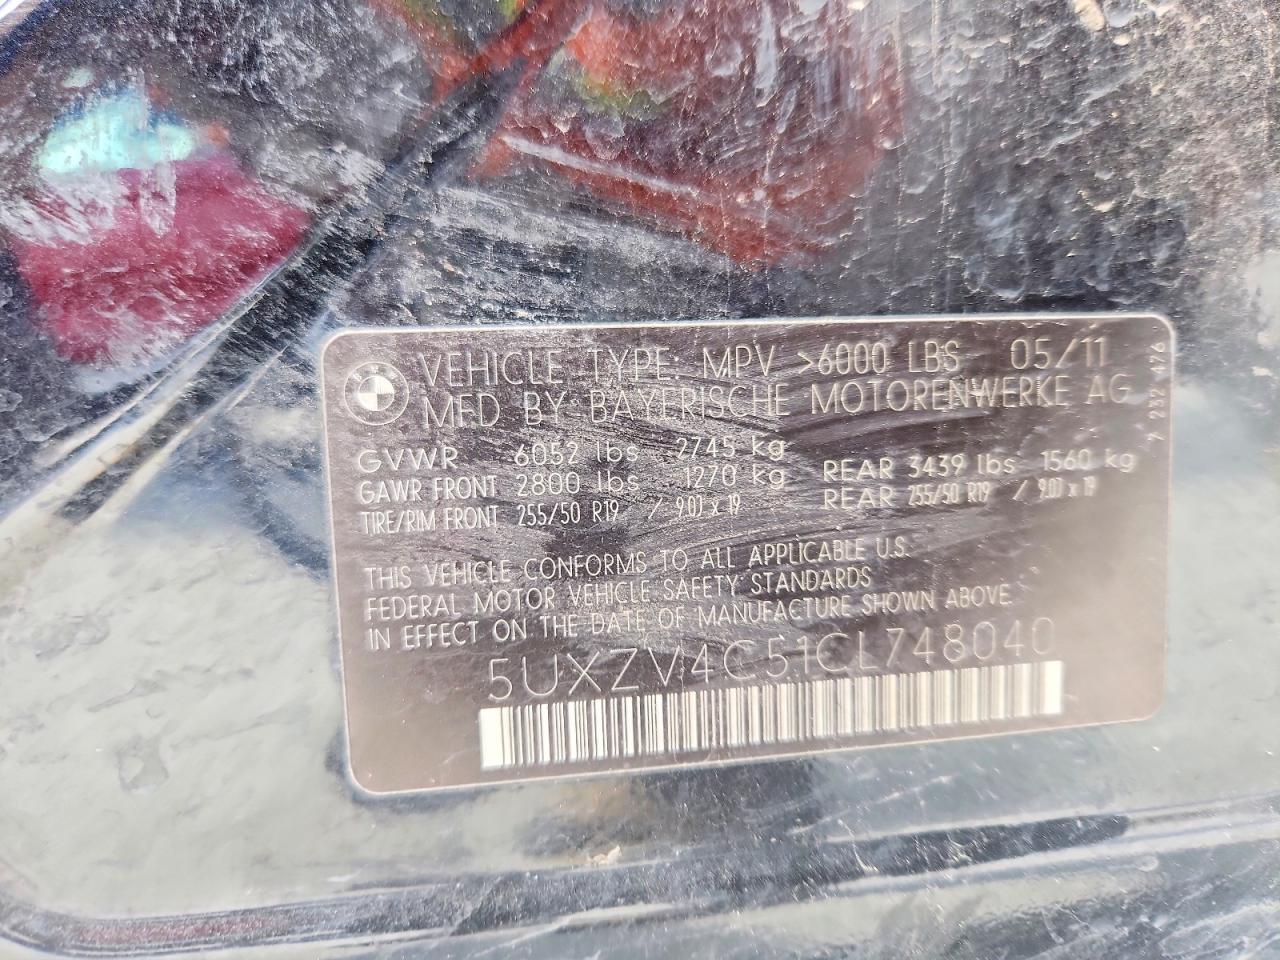 VEHICLE TYPE: MPV >6000 LBS 05/11
MFD BY BAYERISCHE MOTORENWERKE AG
GVWR 6052 lbs 2745 kg
GAWR FRONT 2800 lbs 1270 kg REAR 3439 lbs 1560 kg
TIRE/RIM FRONT 255/50 R19 / 9.0J x 19 REAR 255/50 R19 / 9.0J x 19
THIS VEHICLE CONFORMS TO ALL APPLICABLE U.S.
FEDERAL MOTOR VEHICLE SAFETY STANDARDS
IN EFFECT ON THE DATE OF MANUFACTURE SHOWN ABOVE.
5UXZV4C51CL748040
7 232 476